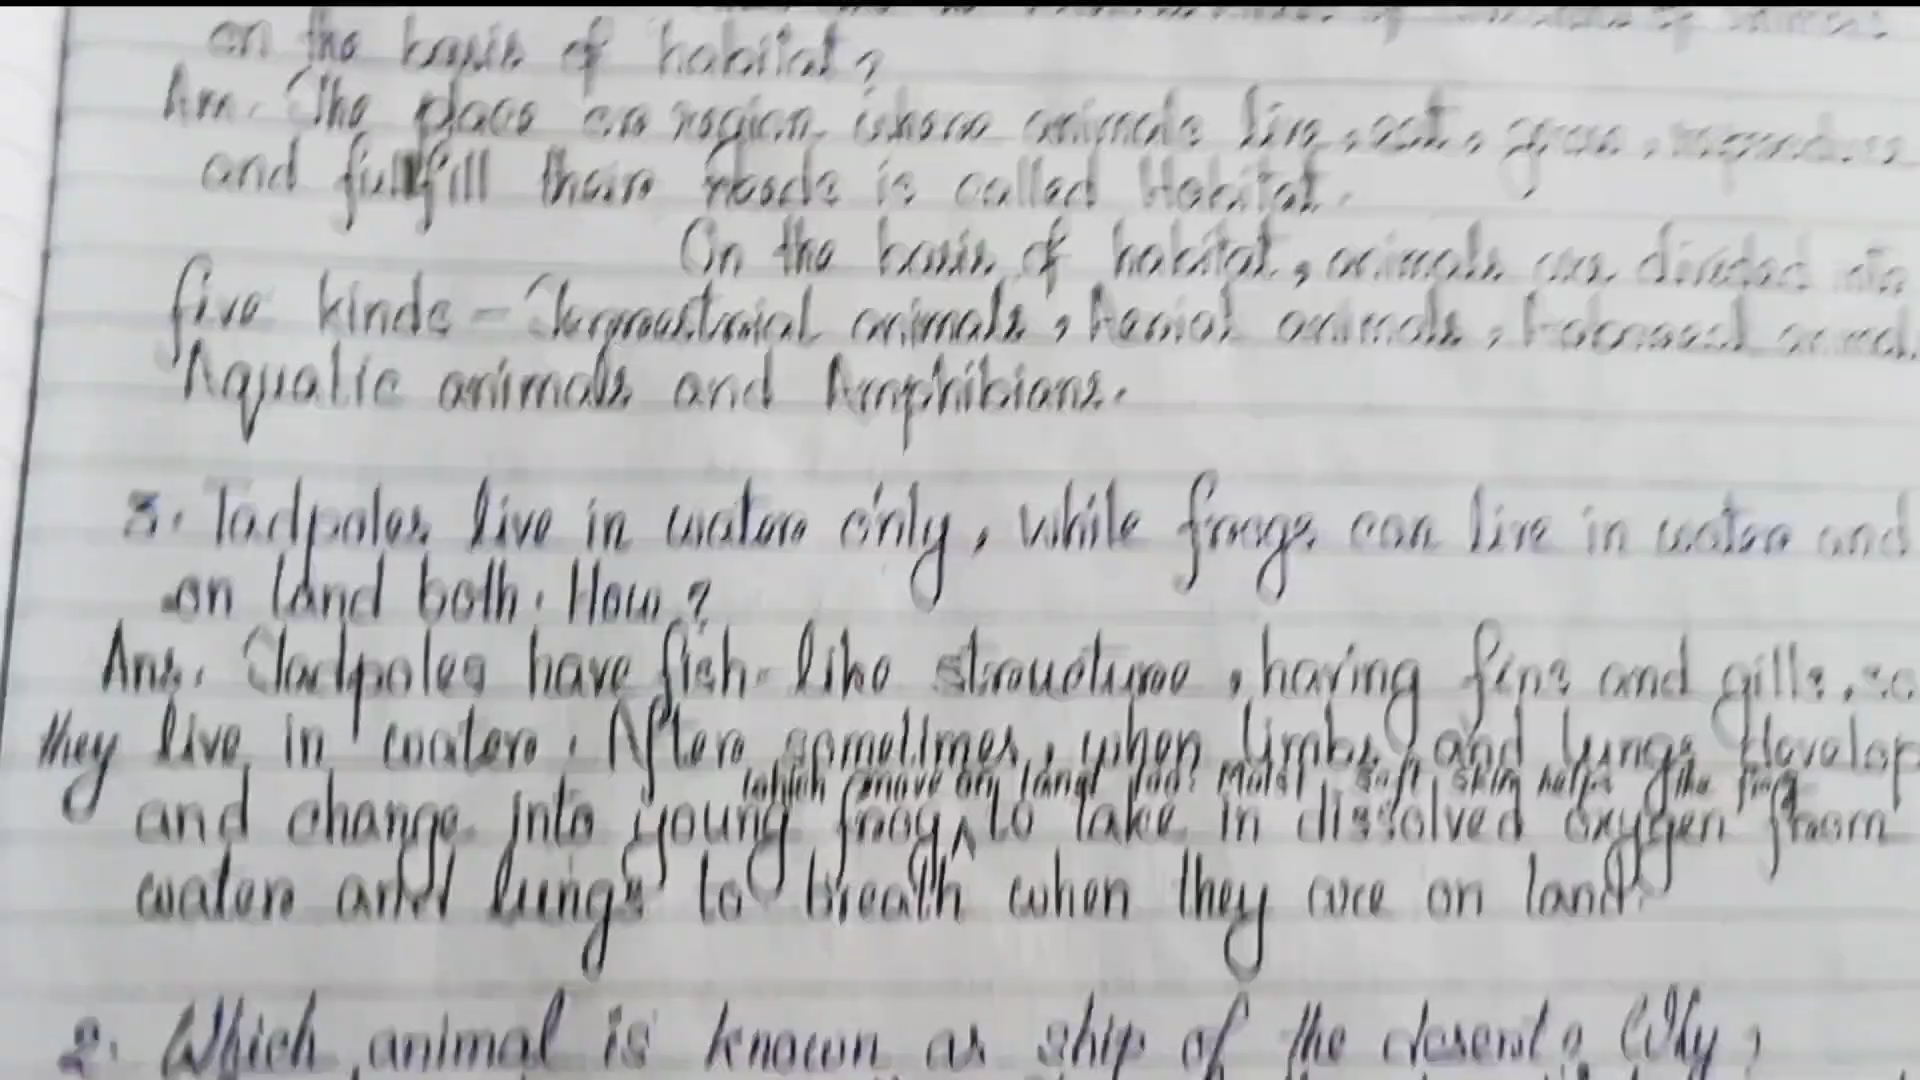 on the basis of habitat?
Ans. The place or region where animals live, eat, grow, reproduce
and fullfill their needs is called Habitat.
On the basis of habitat, animals are divided into
five kinds - Terrestrial animals, Aerial animals, Arboreal animals
Aquatic animals and Amphibians.
3. Tadpoles live in water only, while frogs can live in water and
on land both. How?
Ans. Tadpoles have fish-like structure, having fins and gills, so
they live in water. After sometimes, when limbs and lungs develop
which move on land too. Moist, soft skin helps the frog
and change into young frog ^ to take in dissolved oxygen from
water and lungs to breath when they are on land.
2. Which animal is known as ship of the desert? Why?